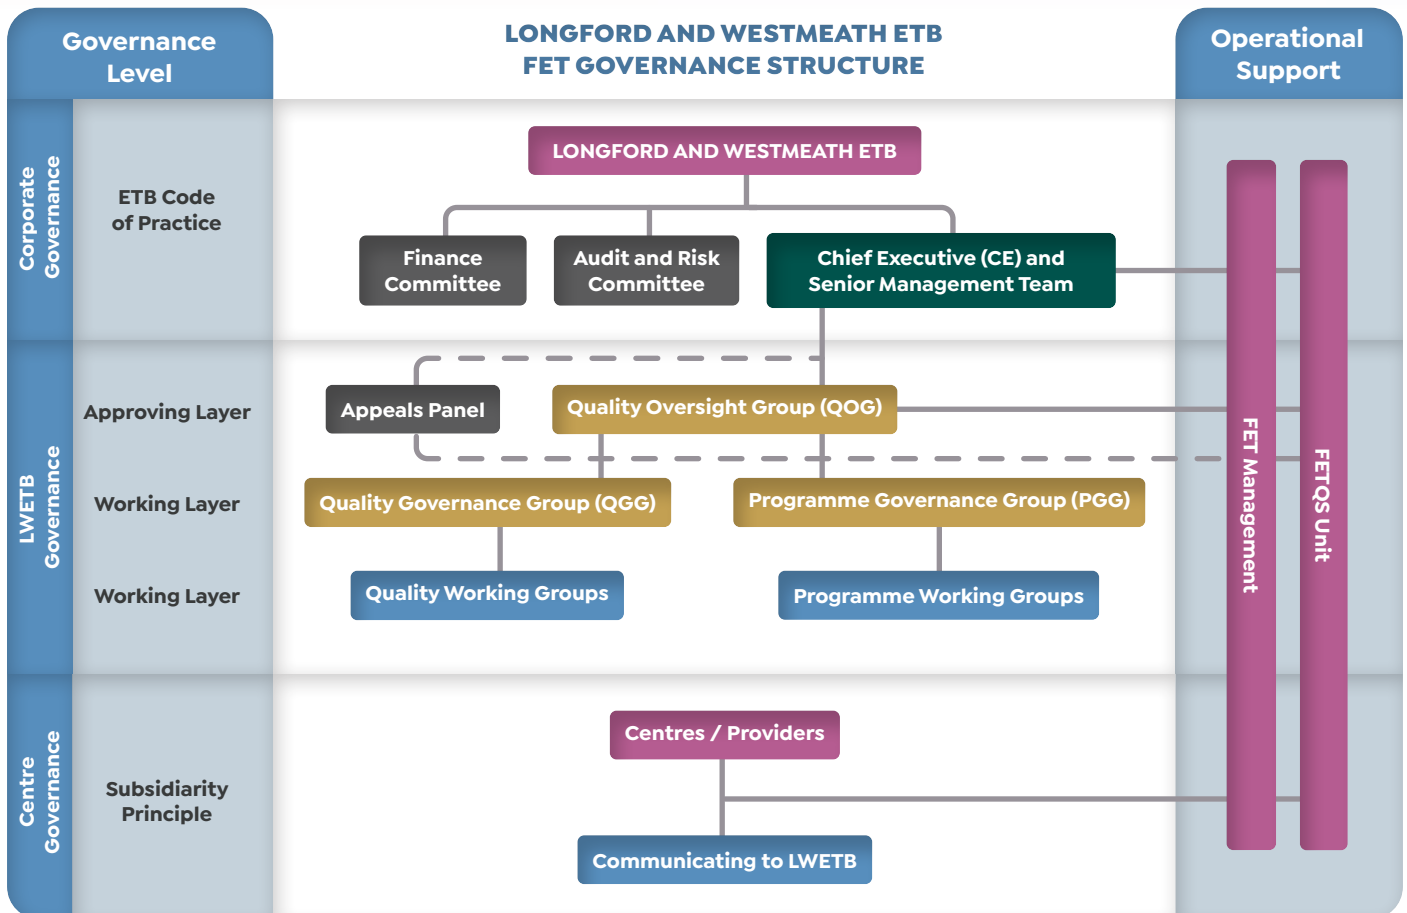 Governance
Level
LONGFORD AND WESTMEATH ETB
FET GOVERNANCE STRUCTURE
Operational
Support
Corporate
Governance
ETB Code
of Practice
LONGFORD AND WESTMEATH ETB
Finance
Committee
Audit and Risk
Committee
Chief Executive (CE) and
Senior Management Team
LWETB
Governance
Approving Layer
Appeals Panel
Quality Oversight Group (QOG)
Working Layer
Quality Governance Group (QGG)
Programme Governance Group (PGG)
Working Layer
Quality Working Groups
Programme Working Groups
FET Management
FETQS Unit
Centre
Governance
Subsidiarity
Principle
Centres / Providers
Communicating to LWETB